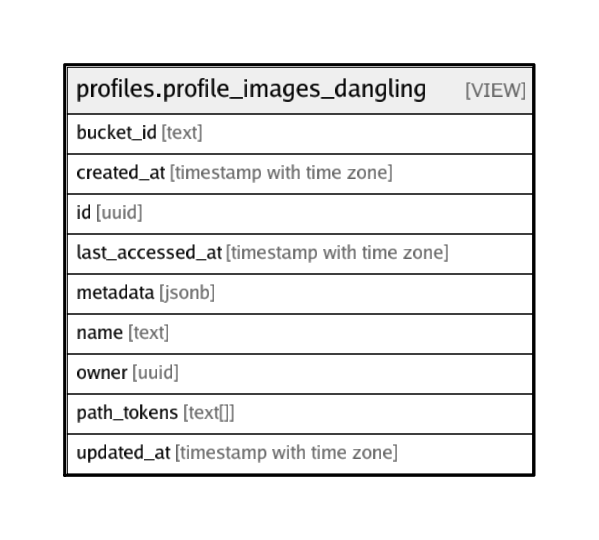 profiles.profile_images_dangling [VIEW]
bucket_id [text]
created_at [timestamp with time zone]
id [uuid]
last_accessed_at [timestamp with time zone]
metadata [jsonb]
name [text]
owner [uuid]
path_tokens [text[]]
updated_at [timestamp with time zone]